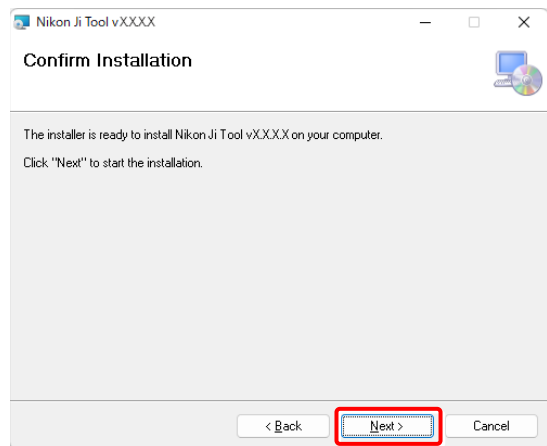 Nikon Ji Tool vXXXX
Confirm Installation
The installer is ready to install Nikon Ji Tool vX.X.X.X on your computer.
Click "Next" to start the installation.
< Back
Next >
Cancel